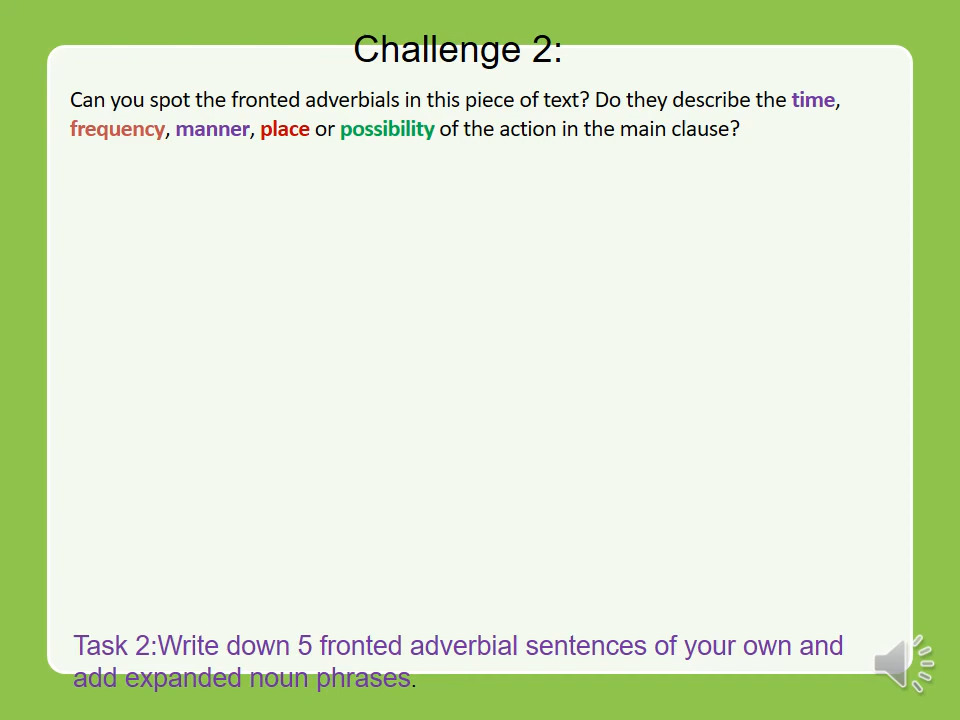 Challenge 2:
Can you spot the fronted adverbials in this piece of text? Do they describe the time,
frequency, manner, place or possibility of the action in the main clause?
Task 2:Write down 5 fronted adverbial sentences of your own and
add expanded noun phrases.